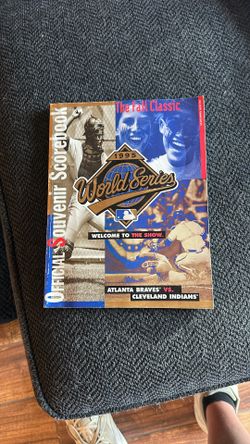 The Fall Classic
OFFICIAL SOUVENIR SCOREBOOK
1995
World Series
WELCOME TO THE SHOW.
ATLANTA BRAVES VS.
CLEVELAND INDIANS